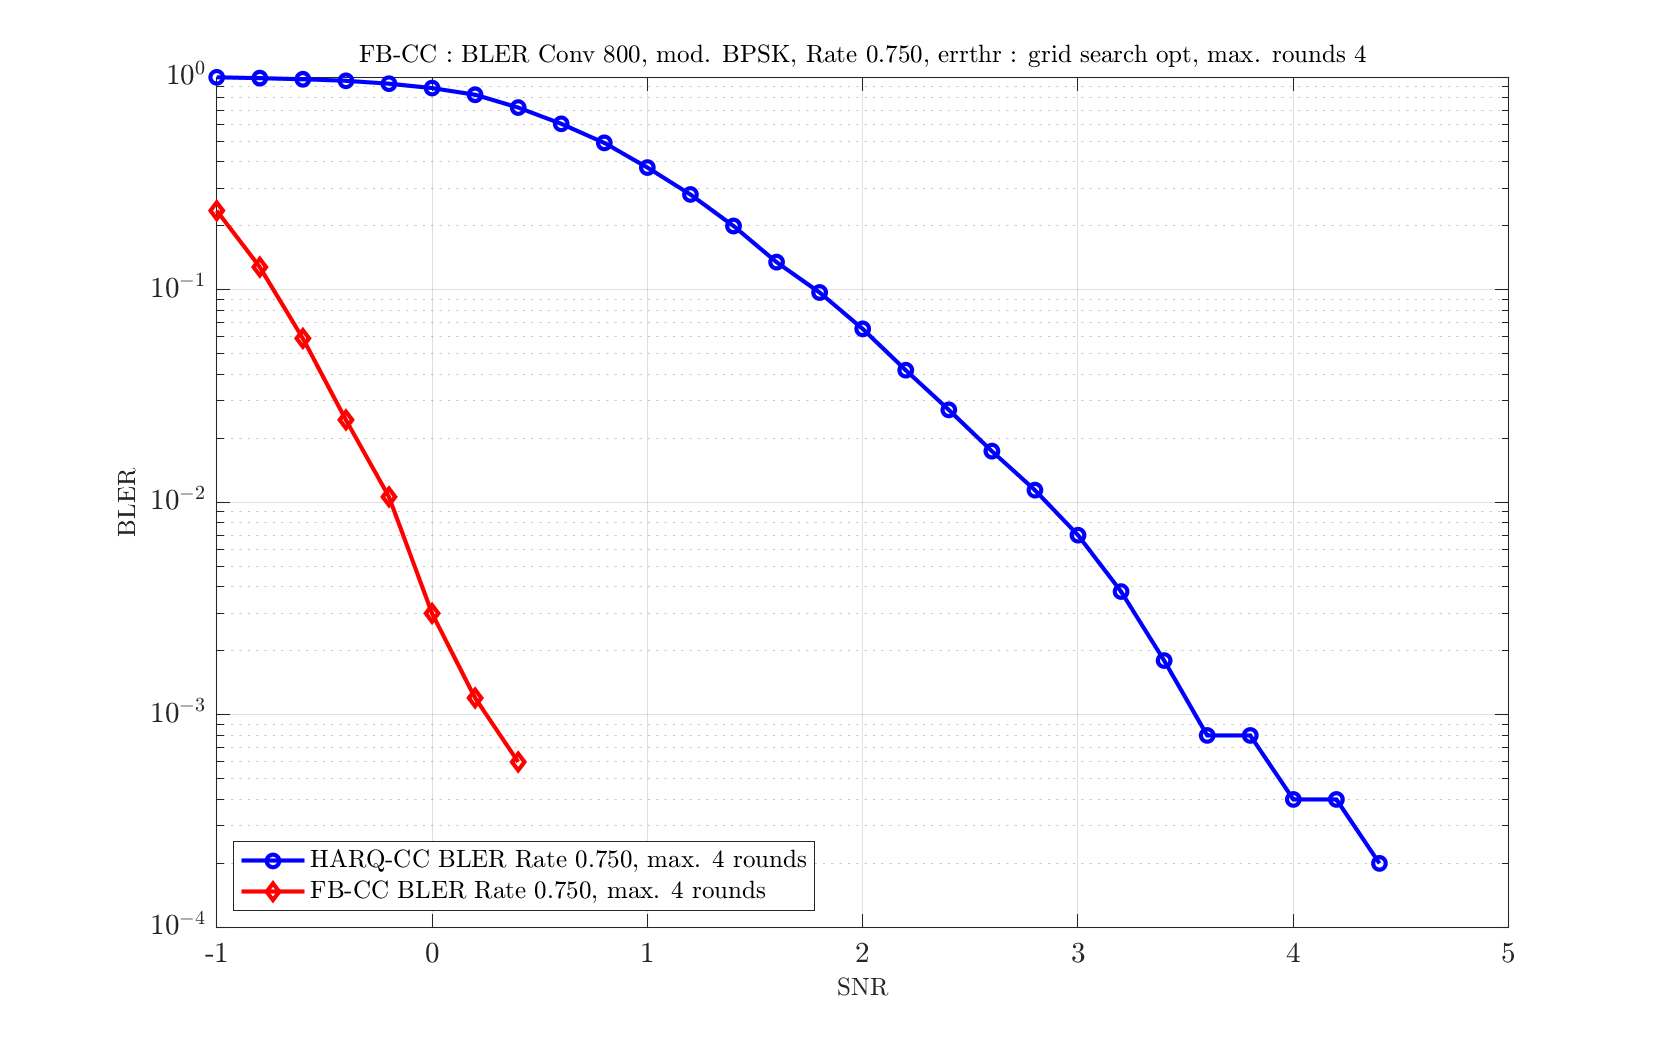 FB-CC : BLER Conv 800, mod. BPSK, Rate 0.750, errthr : grid search opt, max. rounds 4
10^0
10^-1
10^-2
10^-3
10^-4
BLER
HARQ-CC BLER Rate 0.750, max. 4 rounds
FB-CC BLER Rate 0.750, max. 4 rounds
-1 0 1 2 3 4 5
SNR